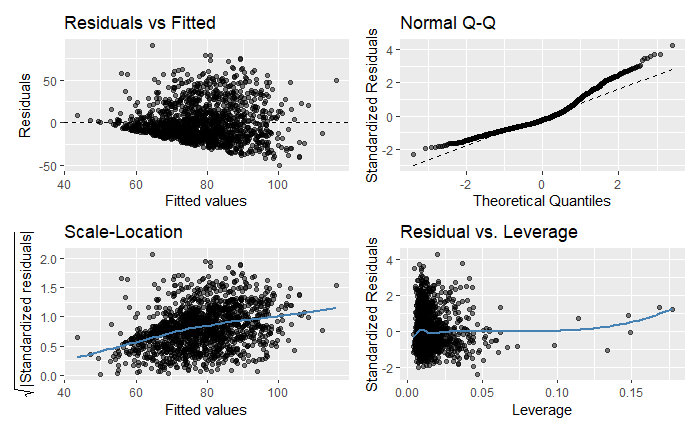 Residuals vs Fitted
Residuals
50
0
-50
40 60 80 100
Fitted values
Normal Q-Q
Standardized Residuals
4
2
0
-2
-2 0 2
Theoretical Quantiles
Scale-Location
√|Standardized residuals|
2.0
1.5
1.0
0.5
0.0
40 60 80 100
Fitted values
Residual vs. Leverage
Standardized Residuals
4
2
0
-2
0.00 0.05 0.10 0.15
Leverage